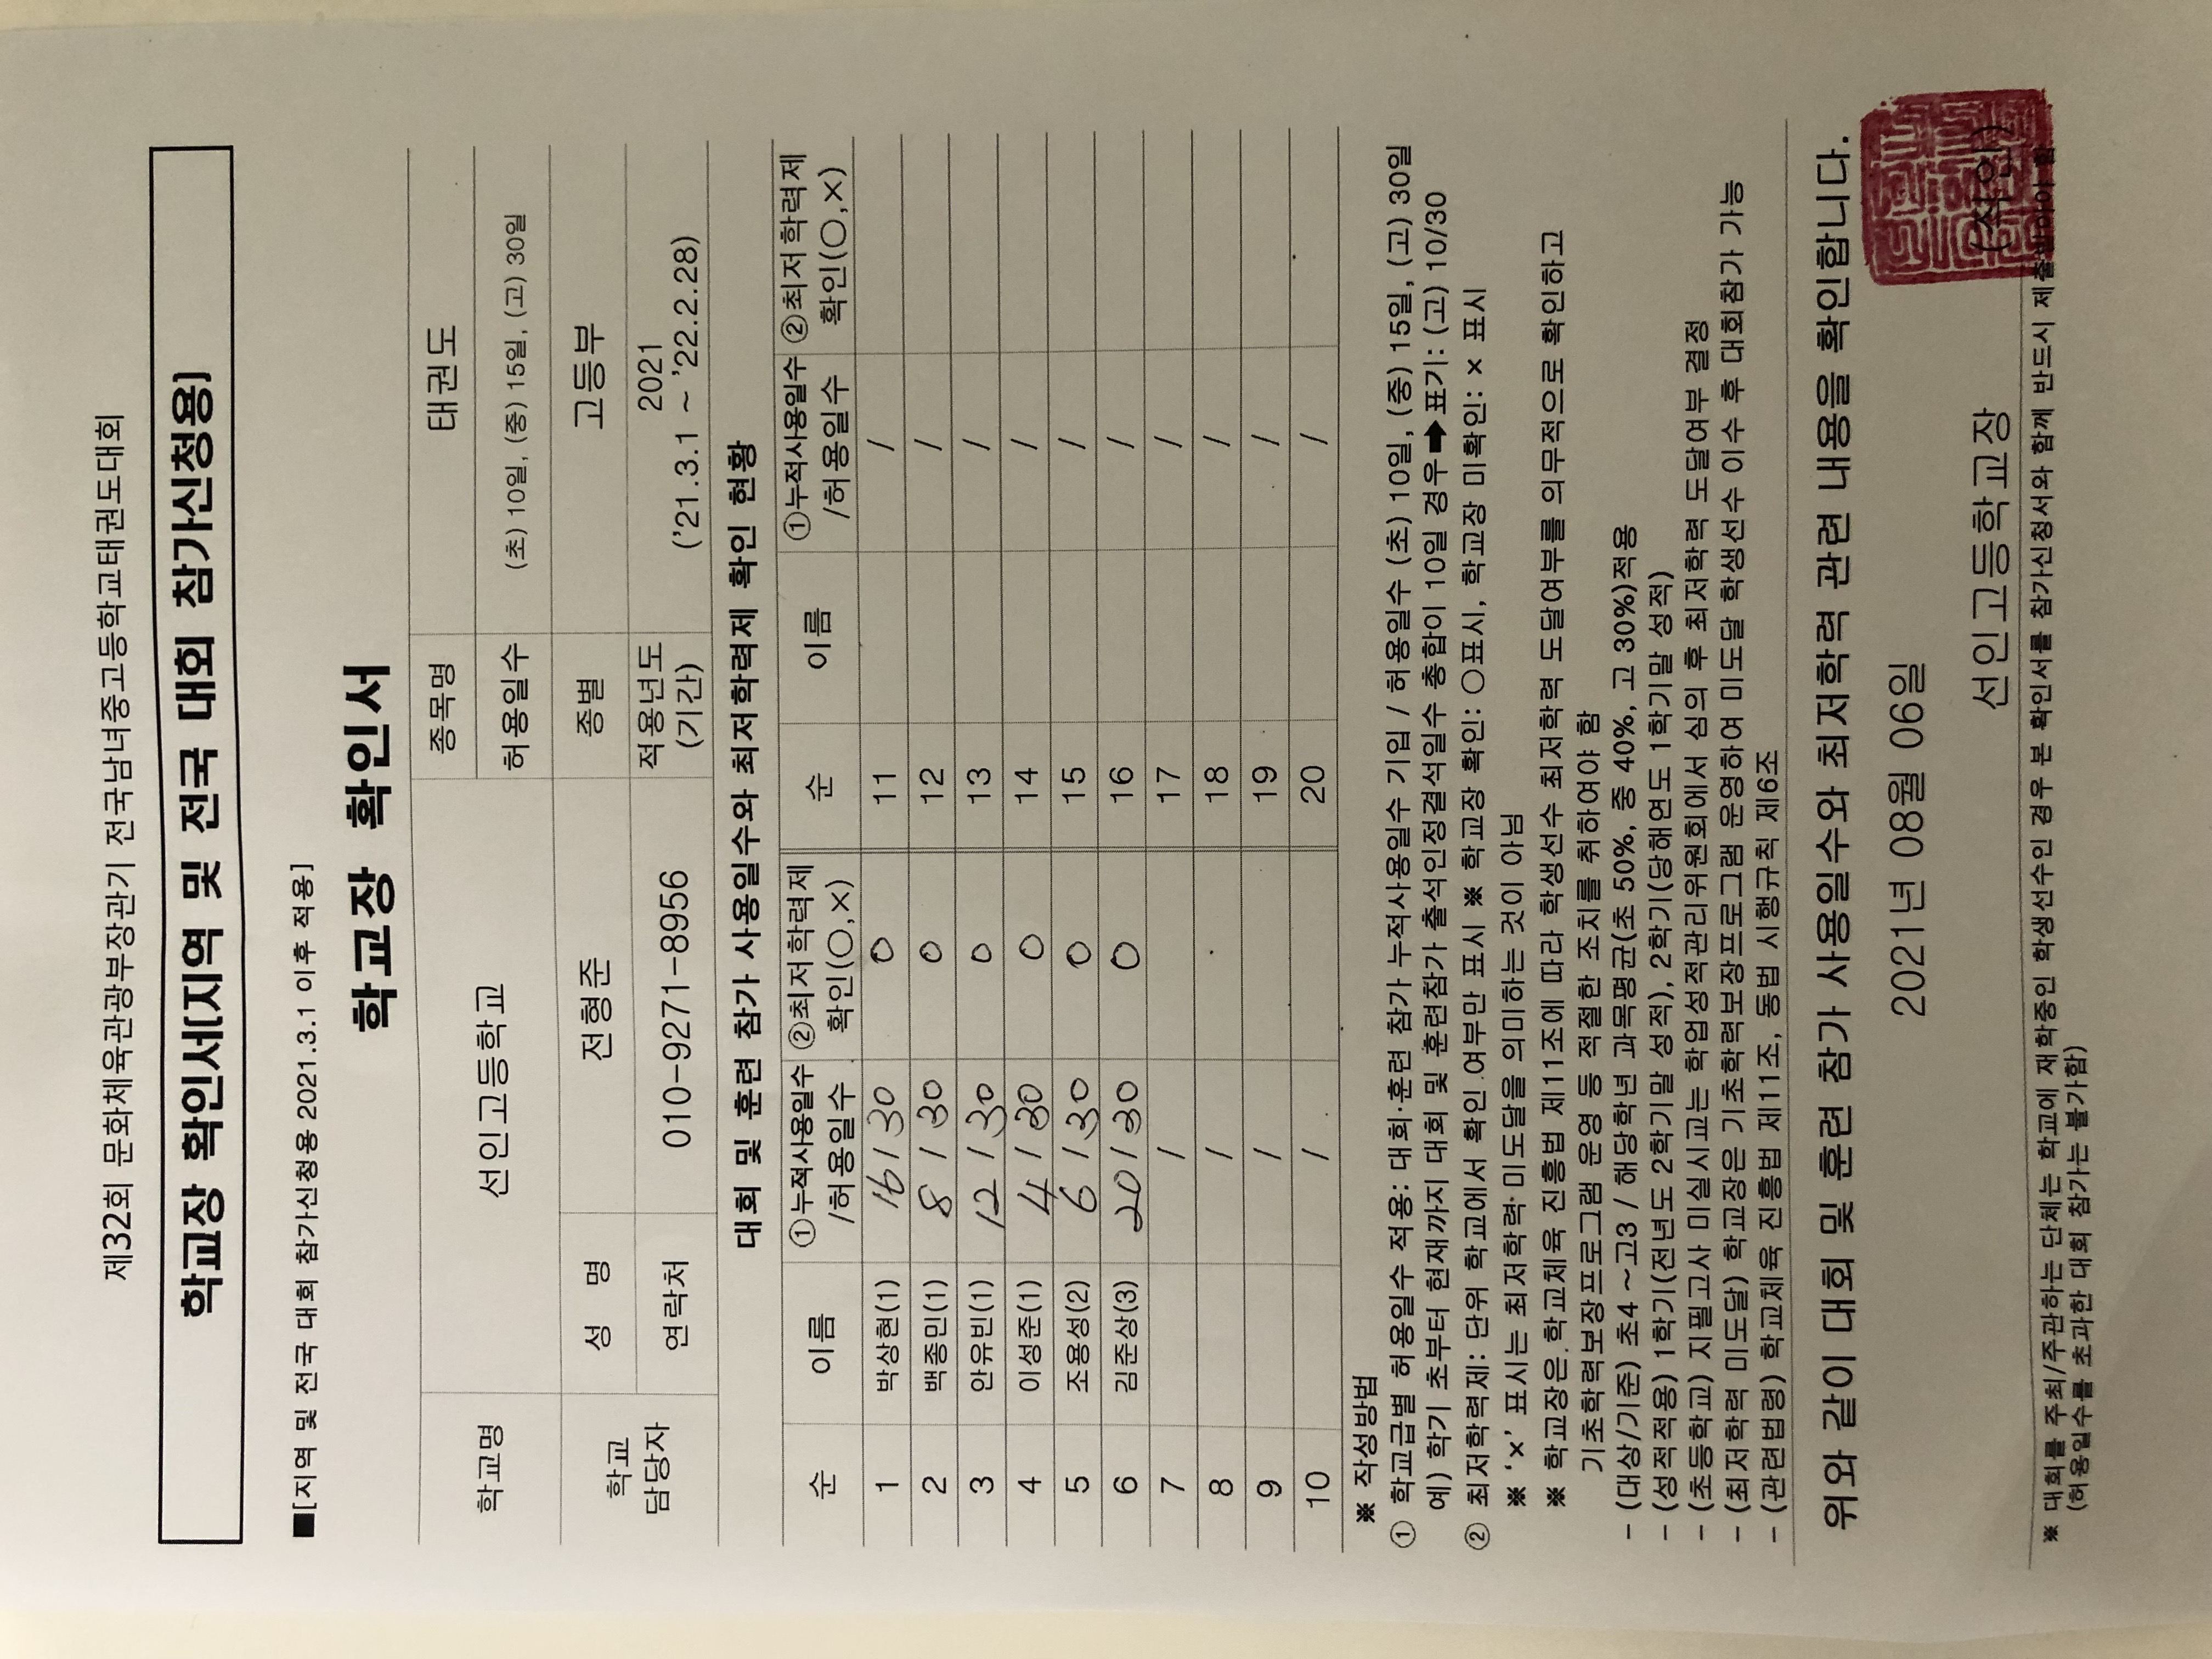 제32회 문화체육관광부장관기 전국남녀중고등학교태권도대회
학교장 확인서[지역 및 전국 대회 참가신청용]
■[지역 및 전국 대회 참가신청용 2021.3.1 이후 적용]
학교장 확인서
학교명 선인고등학교 종목명 태권도
허용일수 (초) 10일, (중) 15일, (고) 30일
학교 담당자 성 명 전형준 종별 고등부
연락처 010-9271-8956 적용년도 (기간) 2021 ('21.3.1 ~ '22.2.28)
대회 및 훈련 참가 사용일수와 최저학력제 확인 현황
순 이름 ①누적사용일수 /허용일수 ②최저학력제 확인(○,×) 순 이름 ①누적사용일수 /허용일수 ②최저학력제 확인(○,×)
1 박상현(1) 16 / 30 ○ 11 /
2 백종민(1) 8 / 30 ○ 12 /
3 안유빈(1) 12 / 30 ○ 13 /
4 이성준(1) 4 / 30 ○ 14 /
5 조용성(2) 6 / 30 ○ 15 /
6 김준상(3) 20 / 30 ○ 16 /
7 / 17 /
8 / 18 /
9 / 19 /
10 / 20 /
※ 작성방법
① 학교급별 허용일수 적용: 대회·훈련 참가 누적사용일수 기입 / 허용일수 (초) 10일, (중) 15일, (고) 30일
예) 학기 초부터 현재까지 대회 및 훈련참가 출석인정결석일수 총합이 10일 경우➡표기: (고) 10/30
② 최저학력제: 단위 학교에서 확인 여부만 표시 ※ 학교장 확인: ○표시, 학교장 미확인: × 표시
※ '×' 표시는 최저학력 미도달을 의미하는 것이 아님
※ 학교장은 학교체육 진흥법 제11조에 따라 학생선수 최저학력 도달여부를 의무적으로 확인하고
기초학력보장프로그램 운영 등 적절한 조치를 취하여야 함
- (대상/기준) 초4 ~고3 / 해당학년 과목평균(초 50%, 중 40%, 고 30%)적용
- (성적적용) 1학기(전년도 2학기말 성적), 2학기(당해연도 1학기말 성적)
- (초등학교) 지필고사 미실시교는 학업성적관리위원회에서 심의 후 최저학력 도달여부 결정
- (최저학력 미도달) 학교장은 기초학력보장프로그램 운영하여 미도달 학생선수 이수 후 대회참가 가능
- (관련법령) 학교체육 진흥법 제11조, 동법 시행규칙 제6조
위와 같이 대회 및 훈련 참가 사용일수와 최저학력 관련 내용을 확인합니다.
2021년 08월 06일
선인고등학교장 (직인)
※ 대회를 주최/주관하는 단체는 학교에 재학중인 학생선수인 경우 본 확인서를 참가신청서와 함께 반드시 제출받아야 함
(허용일수를 초과한 대회 참가는 불가함)